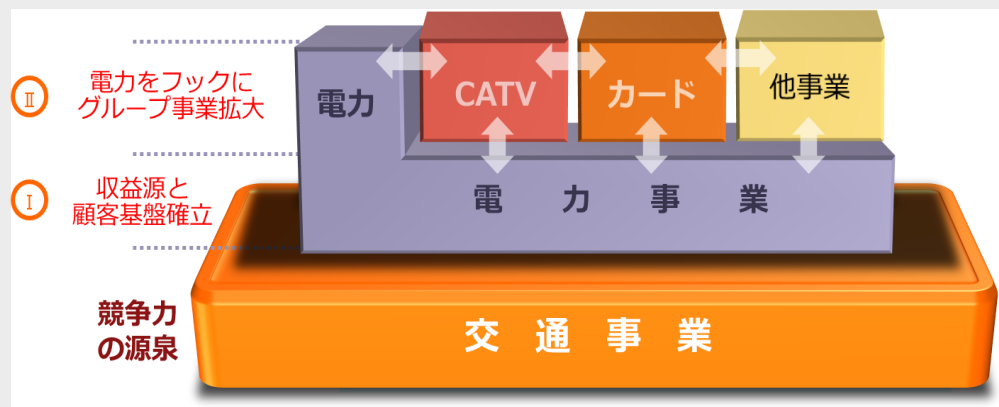 Ⅱ
電力をフックに
グループ事業拡大
電力
CATV
カード
他事業
Ⅰ
収益源と
顧客基盤確立
電力事業
競争力
の源泉
交通事業